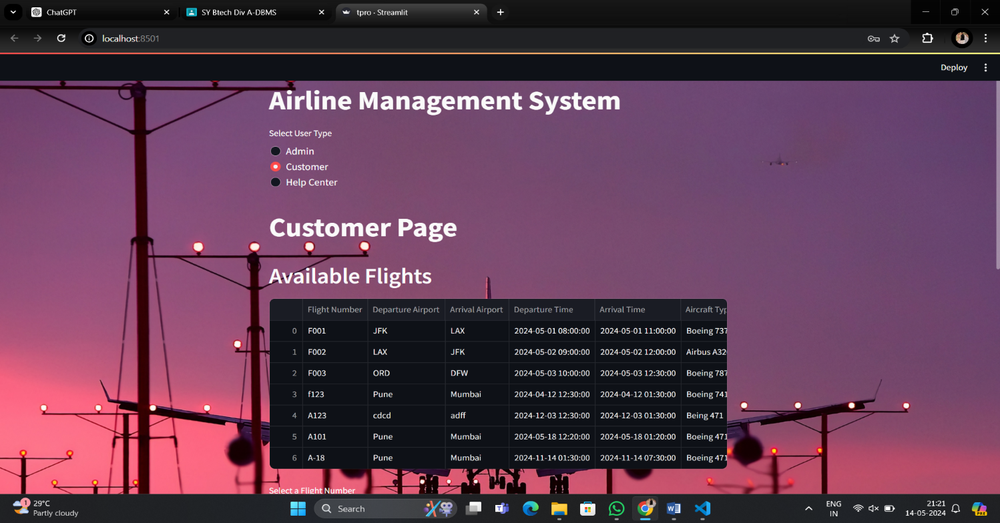 ChatGPT
SY Btech Div A-DBMS
tpro · Streamlit
localhost:8501
Deploy
Airline Management System
Select User Type
Admin
Customer
Help Center
Customer Page
Available Flights
Flight Number Departure Airport Arrival Airport Departure Time Arrival Time Aircraft Typ
0 F001 JFK LAX 2024-05-01 08:00:00 2024-05-01 11:00:00 Boeing 737
1 F002 LAX JFK 2024-05-02 09:00:00 2024-05-02 12:00:00 Airbus A32
2 F003 ORD DFW 2024-05-03 10:00:00 2024-05-03 12:30:00 Boeing 787
3 f123 Pune Mumbai 2024-04-12 12:30:00 2024-04-12 01:30:00 Boeing 741
4 A123 cdcd adff 2024-12-03 12:30:00 2024-12-03 01:30:00 Being 471
5 A101 Pune Mumbai 2024-05-18 12:20:00 2024-05-18 01:20:00 Boeing 471
6 A-18 Pune Mumbai 2024-11-14 01:30:00 2024-11-14 07:30:00 Boeing 471
Select a Flight Number
1
29°C
Partly cloudy
Search
ENG
IN
21:21
14-05-2024
PRE